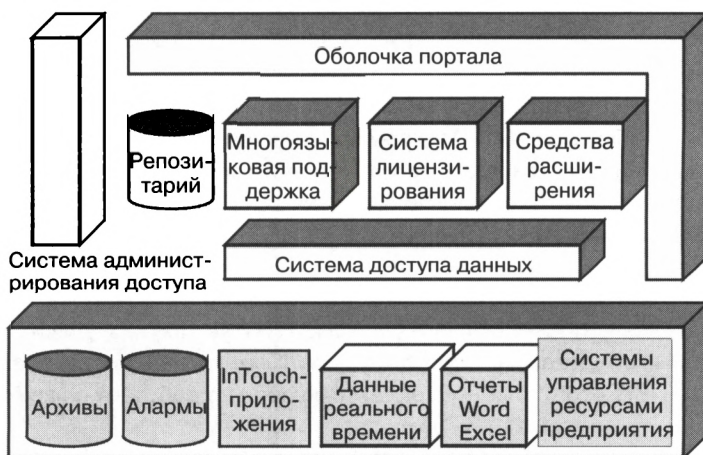 Оболочка портала
Репози-
тарий
Многоязы-
ковая под-
держка
Система
лицензи-
рования
Средства
расши-
рения
Система админист-
рирования доступа
Система доступа данных
Архивы
Алармы
InTouch-
прило-
жения
Данные
реального
времени
Отчеты
Word
Excel
Системы
управления
ресурсами
предприятия